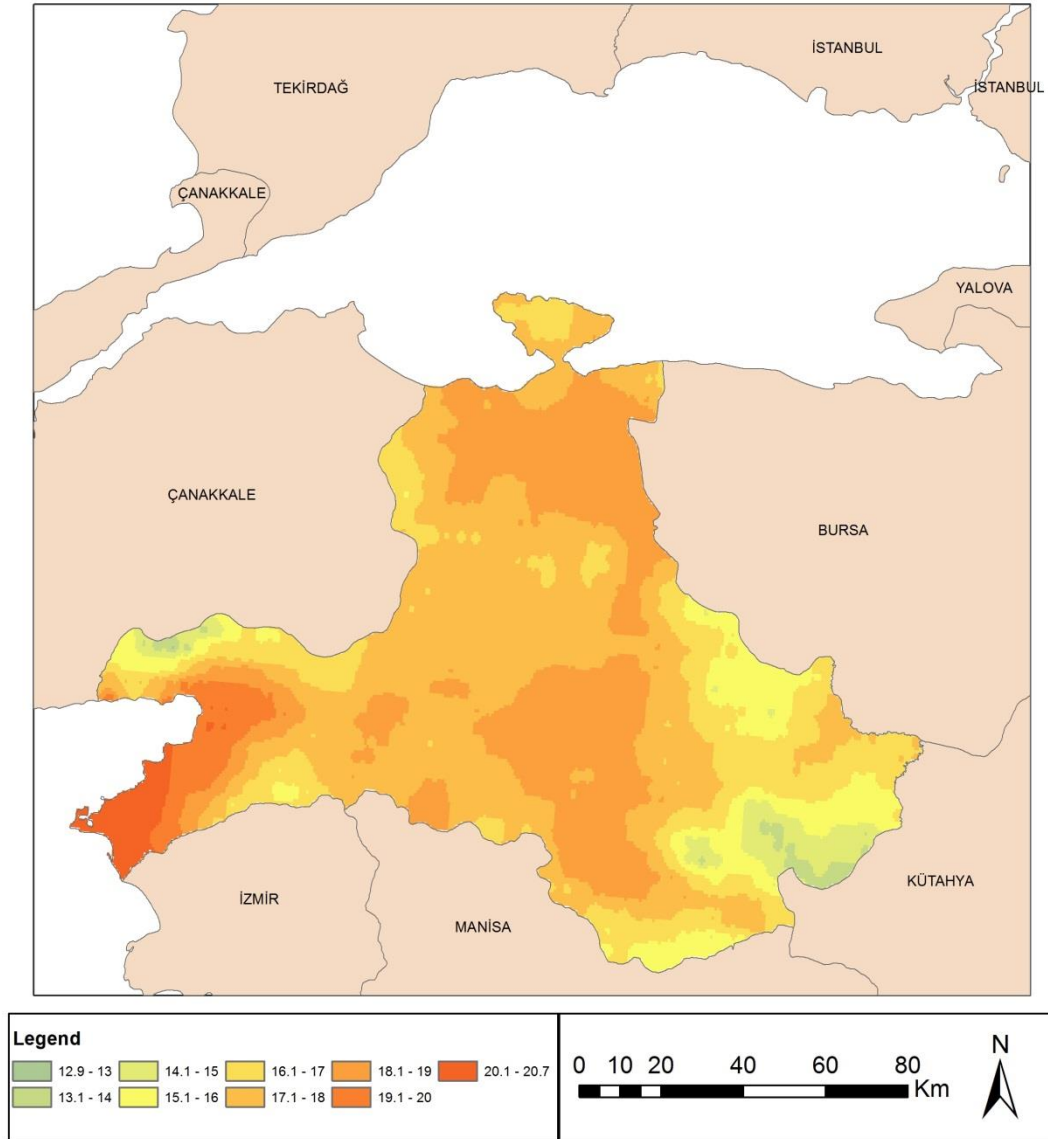 İSTANBUL
TEKİRDAĞ
İSTANBUL
ÇANAKKALE
YALOVA
ÇANAKKALE
BURSA
KÜTAHYA
İZMİR
MANİSA
Legend
12.9 - 13 14.1 - 15 16.1 - 17 18.1 - 19 20.1 - 20.7
13.1 - 14 15.1 - 16 17.1 - 18 19.1 - 20
0 10 20 40 60 80
Km
N